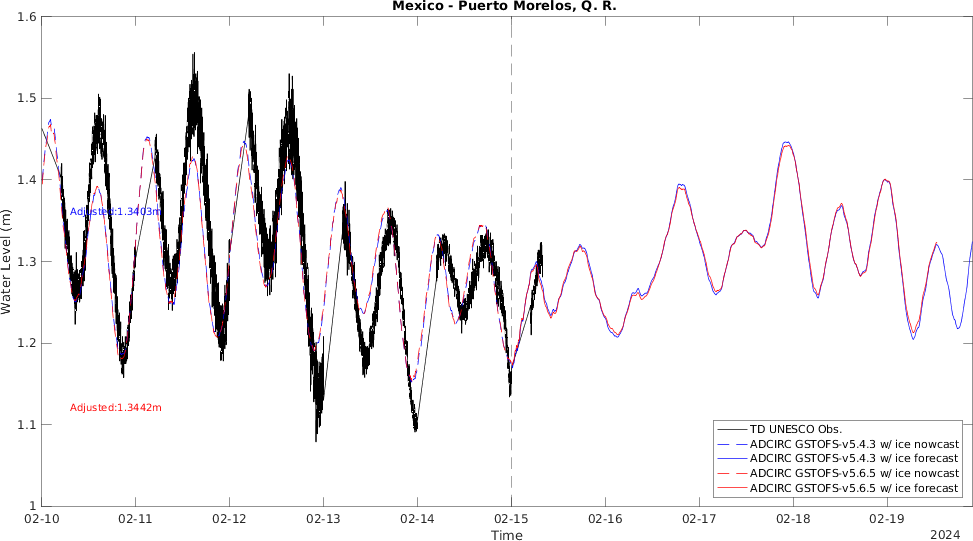 Mexico - Puerto Morelos, Q. R.
1.6
1.5
1.4
1.3
1.2
1.1
1
Water Level (m)
Adjusted:1.3403m
Adjusted:1.3442m
TD UNESCO Obs.
ADCIRC GSTOFS-v5.4.3 w/ ice nowcast
ADCIRC GSTOFS-v5.4.3 w/ ice forecast
ADCIRC GSTOFS-v5.6.5 w/ ice nowcast
ADCIRC GSTOFS-v5.6.5 w/ ice forecast
02-10 02-11 02-12 02-13 02-14 02-15 02-16 02-17 02-18 02-19
Time
2024